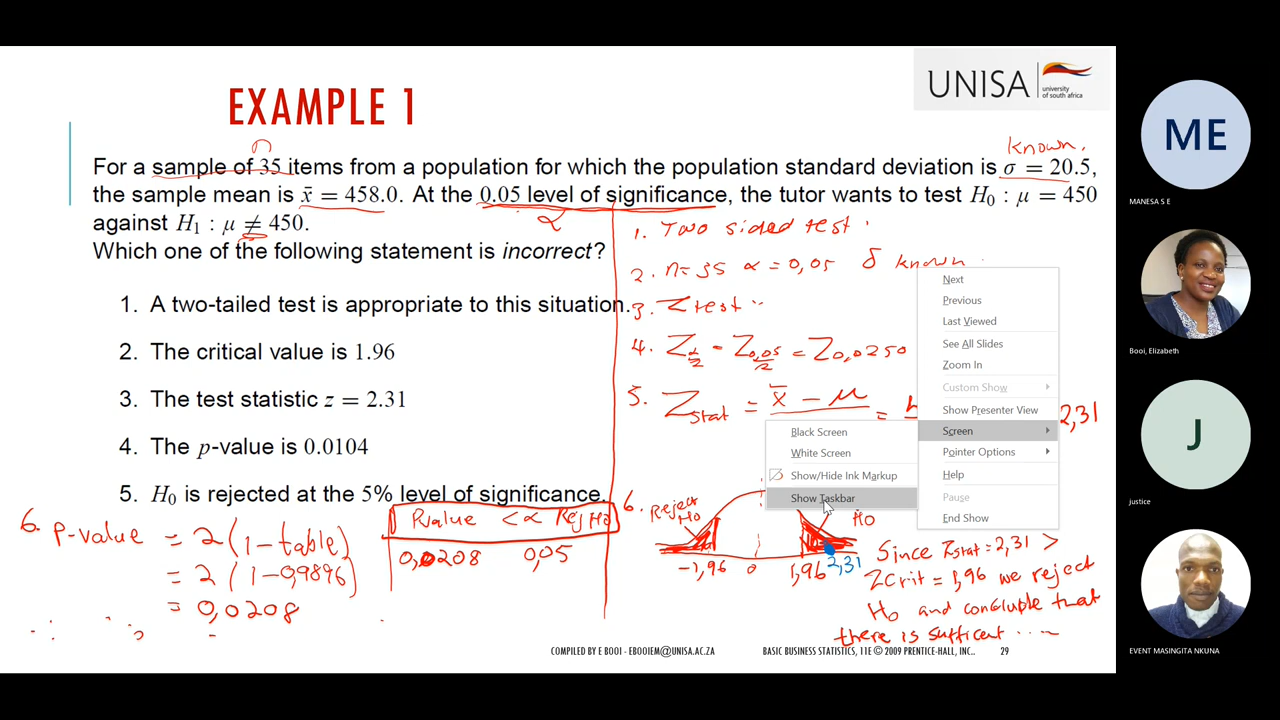 EXAMPLE 1
UNISA university of south africa
n
known.
For a sample of 35 items from a population for which the population standard deviation is σ = 20.5,
the sample mean is x̄ = 458.0. At the 0.05 level of significance, the tutor wants to test H₀ : μ = 450
against H₁ : μ ≠ 450.
α
Which one of the following statement is incorrect?
1. A two-tailed test is appropriate to this situation.
2. The critical value is 1.96
3. The test statistic z = 2.31
4. The p-value is 0.0104
5. H₀ is rejected at the 5% level of significance.
1. Two sided test.
2. n=35 α=0,05 δ known.
3. Z test
4. Z α/2 = Z 0,05/2 = Z0,0250
5. Zstat = x̄ − μ = 2,31
6. Reject Ho
HO
−1,96 0 1,96 2,31
Since Zstat = 2,31 >
ZCrit = 1,96 we reject
Ho and concluple that
there is sufficent ....
6. P-value = 2(1-table)
= 2(1-0,9896)
= 0,0208
Pvalue < α Rej Ho
0,0208 0,05
Next
Previous
Last Viewed
See All Slides
Zoom In
Custom Show
Show Presenter View
Screen
Pointer Options
Help
Pause
End Show
Black Screen
White Screen
Show/Hide Ink Markup
Show Taskbar
COMPILED BY E BOOI - EBOOIEM@UNISA.AC.ZA
BASIC BUSINESS STATISTICS, 11E © 2009 PRENTICE-HALL, INC..
29
ME
MANESA S E
Booi, Elizabeth
J
justice
EVENT MASINGITA NKUNA